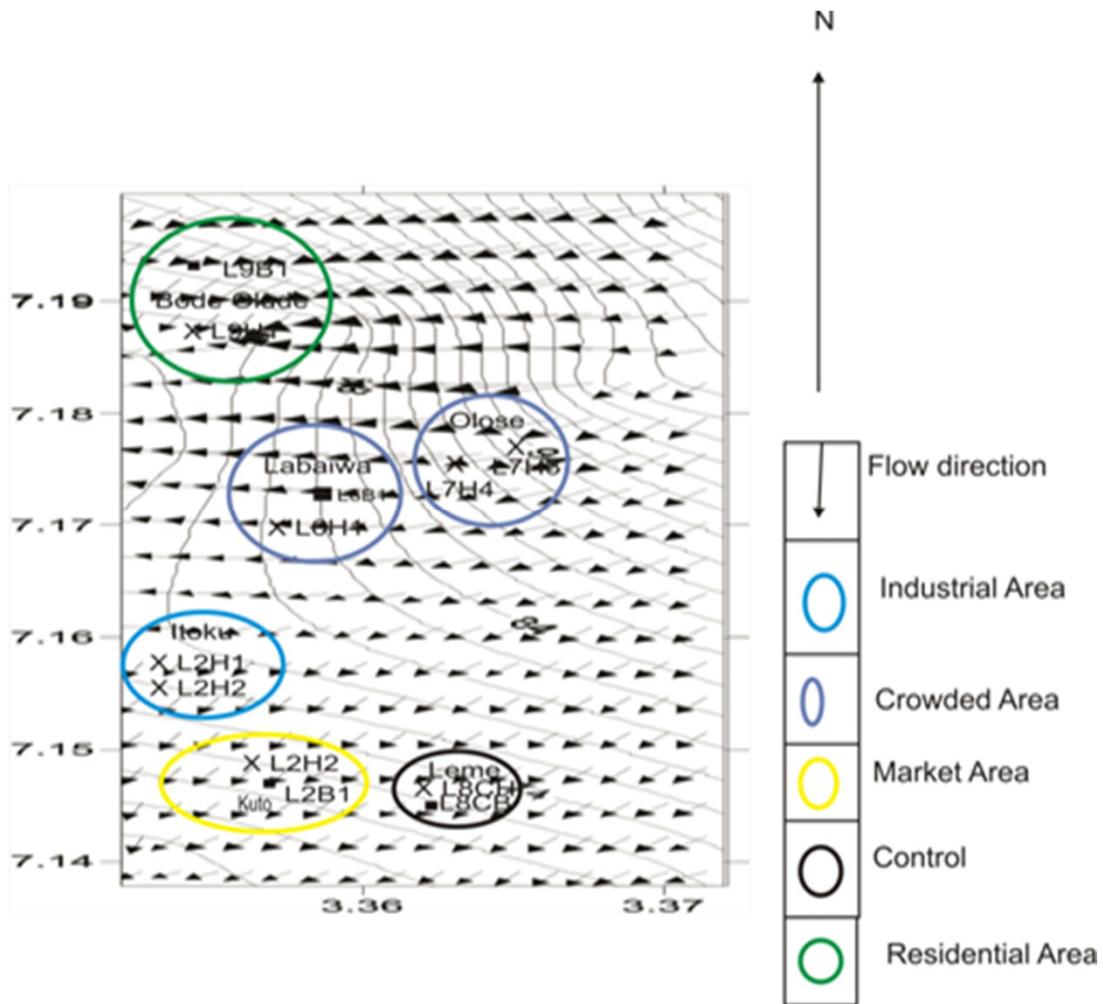 N
L9B1
7.19
Bode Olude
L9H1
7.18
Olose
Labaiwa
L7H4
L6H1
7.17
7.16
Itoku
L2H1
L2H2
7.15
L2H2
L2B1
Kuto
Leme
L8CB
7.14
3.36
3.37
Flow direction
Industrial Area
Crowded Area
Market Area
Control
Residential Area